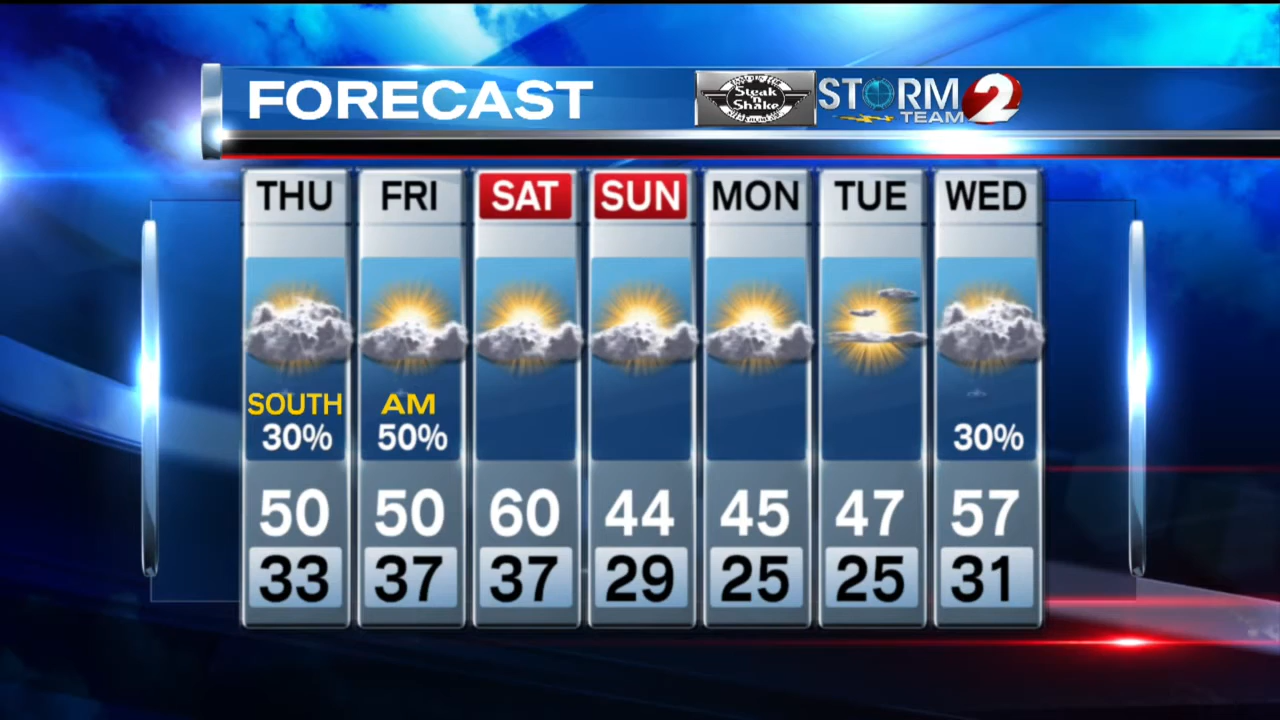 FORECAST
Steak
'n
Shake
STORM
TEAM 2
THU FRI SAT SUN MON TUE WED
SOUTH AM
30% 50% 30%
50 50 60 44 45 47 57
33 37 37 29 25 25 31